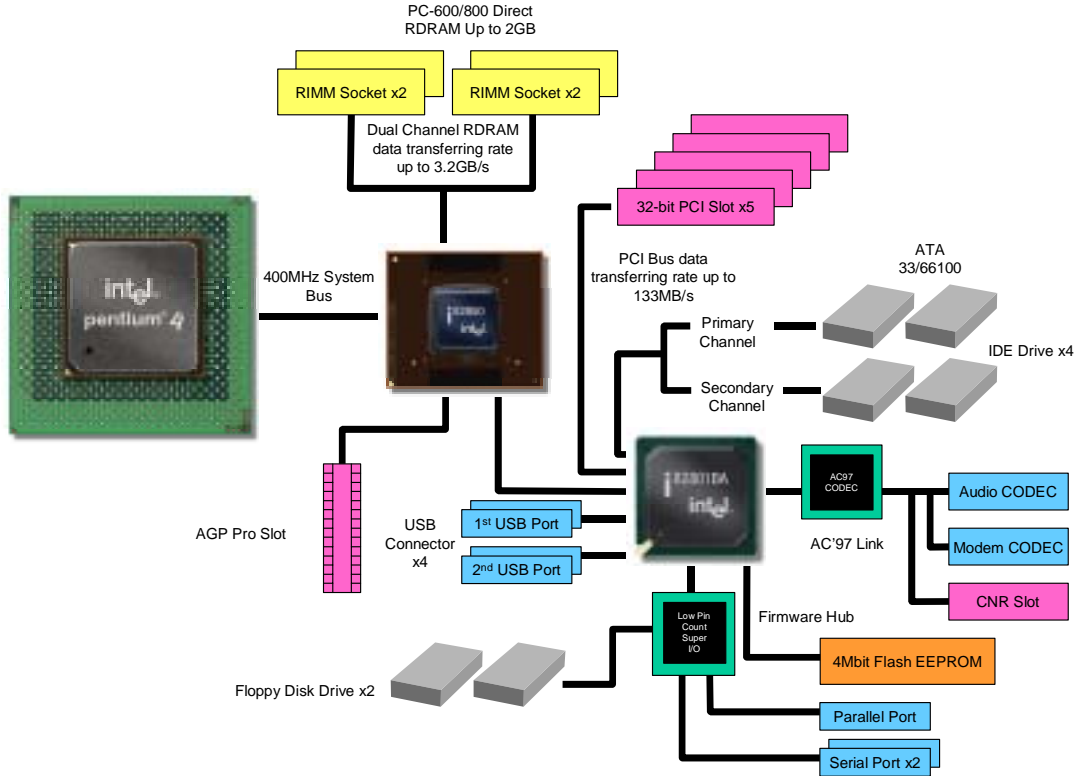 PC-600/800 Direct
RDRAM Up to 2GB
RIMM Socket x2
RIMM Socket x2
Dual Channel RDRAM
data transferring rate
up to 3.2GB/s
32-bit PCI Slot x5
intel.
pentium 4
400MHz System
Bus
intel.
PCI Bus data
transferring rate up to
133MB/s
ATA
33/66100
Primary
Channel
IDE Drive x4
Secondary
Channel
intel.
AC97
CODEC
Audio CODEC
AGP Pro Slot
USB
Connector
x4
1st USB Port
2nd USB Port
AC'97 Link
Modem CODEC
CNR Slot
Low Pin
Count
Super
I/O
Firmware Hub
4Mbit Flash EEPROM
Floppy Disk Drive x2
Parallel Port
Serial Port x2